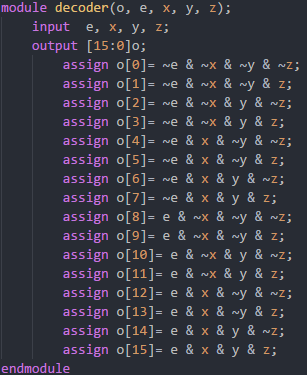 module decoder(o, e, x, y, z);
input  e, x, y, z;
output [15:0]o;
assign o[0]= ~e & ~x & ~y & ~z;
assign o[1]= ~e & ~x & ~y & z;
assign o[2]= ~e & ~x & y & ~z;
assign o[3]= ~e & ~x & y & z;
assign o[4]= ~e & x & ~y & ~z;
assign o[5]= ~e & x & ~y & z;
assign o[6]= ~e & x & y & ~z;
assign o[7]= ~e & x & y & z;
assign o[8]= e & ~x & ~y & ~z;
assign o[9]= e & ~x & ~y & z;
assign o[10]= e & ~x & y & ~z;
assign o[11]= e & ~x & y & z;
assign o[12]= e & x & ~y & ~z;
assign o[13]= e & x & ~y & z;
assign o[14]= e & x & y & ~z;
assign o[15]= e & x & y & z;
endmodule